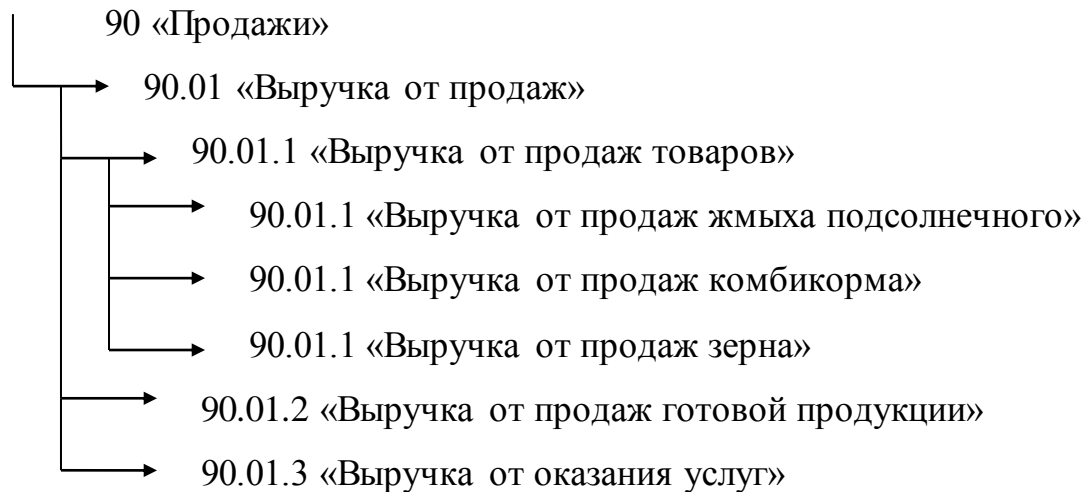 90 «Продажи»
90.01 «Выручка от продаж»
90.01.1 «Выручка от продаж товаров»
90.01.1 «Выручка от продаж жмыха подсолнечного»
90.01.1 «Выручка от продаж комбикорма»
90.01.1 «Выручка от продаж зерна»
90.01.2 «Выручка от продаж готовой продукции»
90.01.3 «Выручка от оказания услуг»